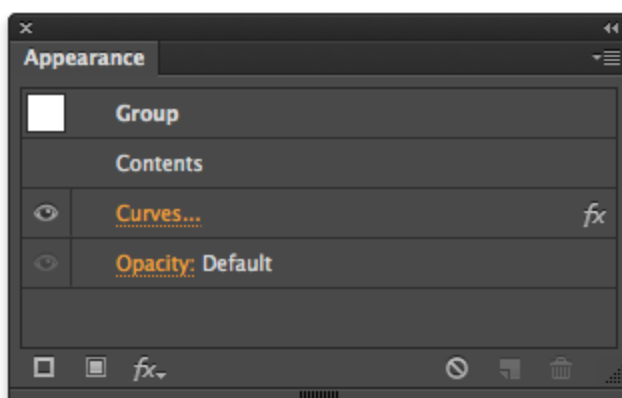 Appearance
Group
Contents
Curves...
fx
Opacity: Default
fx